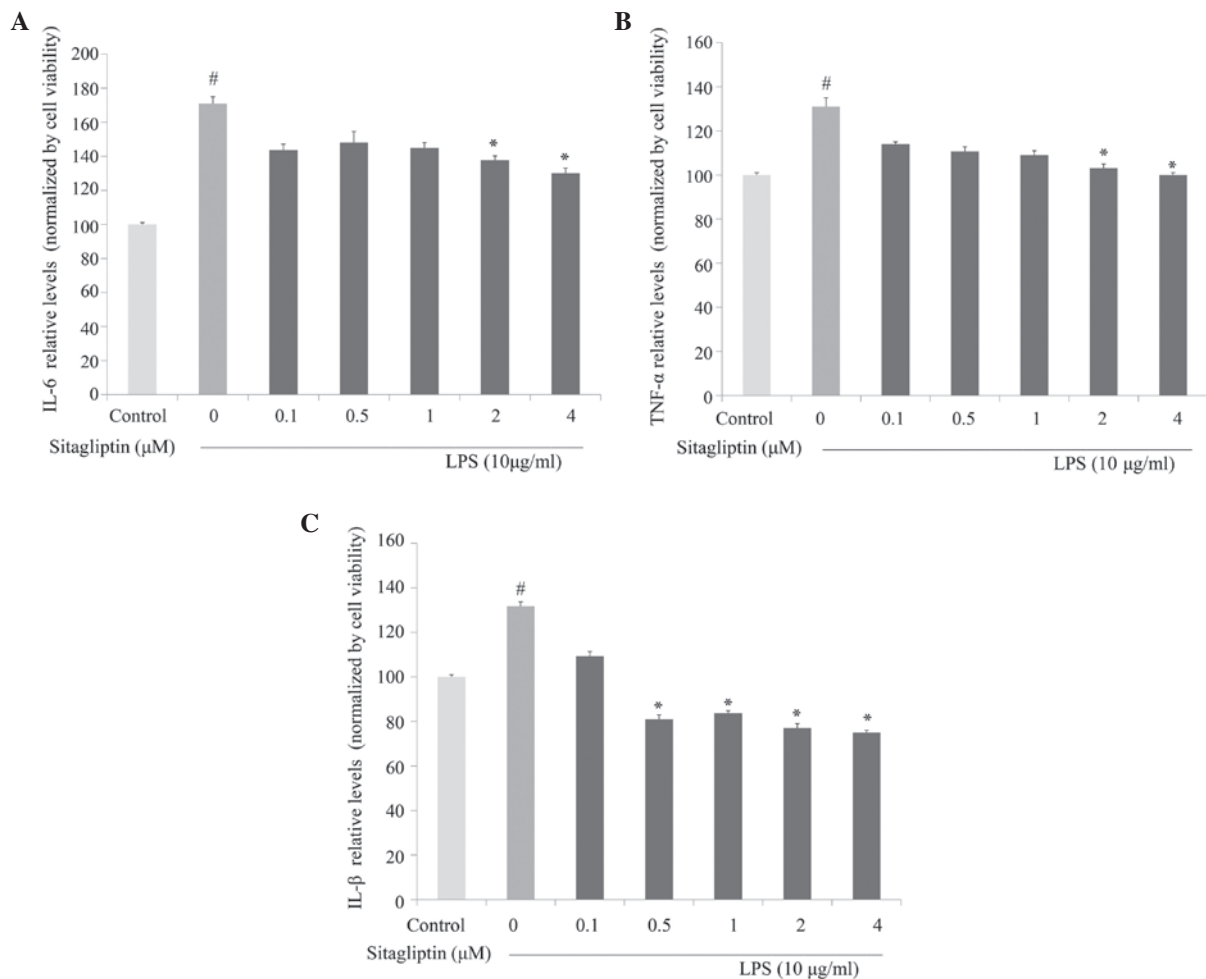 A
IL-6 relative levels (normalized by cell viability)
200
180
160
140
120
100
80
60
40
20
0
#
*
*
Control 0 0.1 0.5 1 2 4
Sitagliptin (μM)
LPS (10μg/ml)
B
TNF-α relative levels (normalized by cell viability)
160
140
120
100
80
60
40
20
0
#
*
*
Control 0 0.1 0.5 1 2 4
Sitagliptin (μM)
LPS (10 μg/ml)
C
IL-β relative levels (normalized by cell viability)
160
140
120
100
80
60
40
20
0
#
*
*
*
*
Control 0 0.1 0.5 1 2 4
Sitagliptin (μM)
LPS (10 μg/ml)